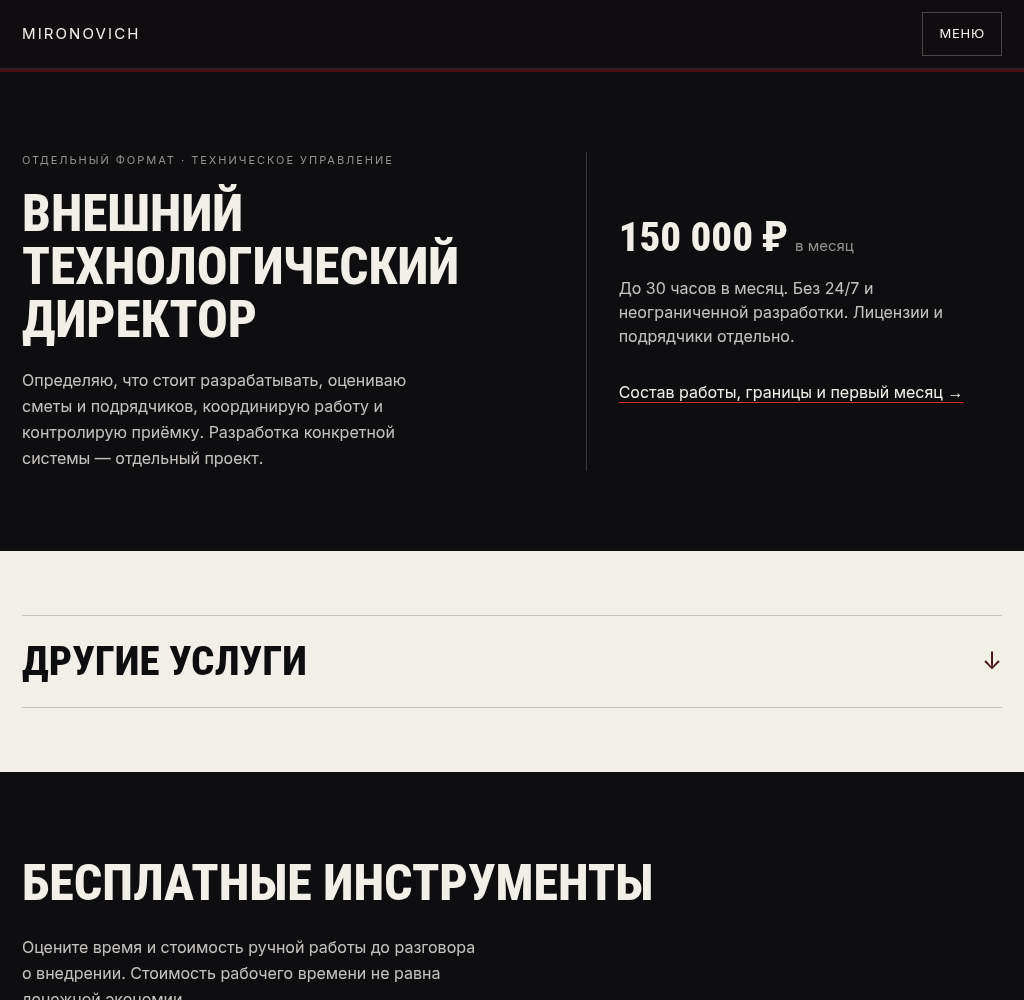 MIRONOVICH
МЕНЮ
ОТДЕЛЬНЫЙ ФОРМАТ · ТЕХНИЧЕСКОЕ УПРАВЛЕНИЕ
ВНЕШНИЙ
ТЕХНОЛОГИЧЕСКИЙ
ДИРЕКТОР
Определяю, что стоит разрабатывать, оцениваю
сметы и подрядчиков, координирую работу и
контролирую приёмку. Разработка конкретной
системы — отдельный проект.
150 000 ₽ в месяц
До 30 часов в месяц. Без 24/7 и
неограниченной разработки. Лицензии и
подрядчики отдельно.
Состав работы, границы и первый месяц →
ДРУГИЕ УСЛУГИ
БЕСПЛАТНЫЕ ИНСТРУМЕНТЫ
Оцените время и стоимость ручной работы до разговора
о внедрении. Стоимость рабочего времени не равна
денежной экономии.